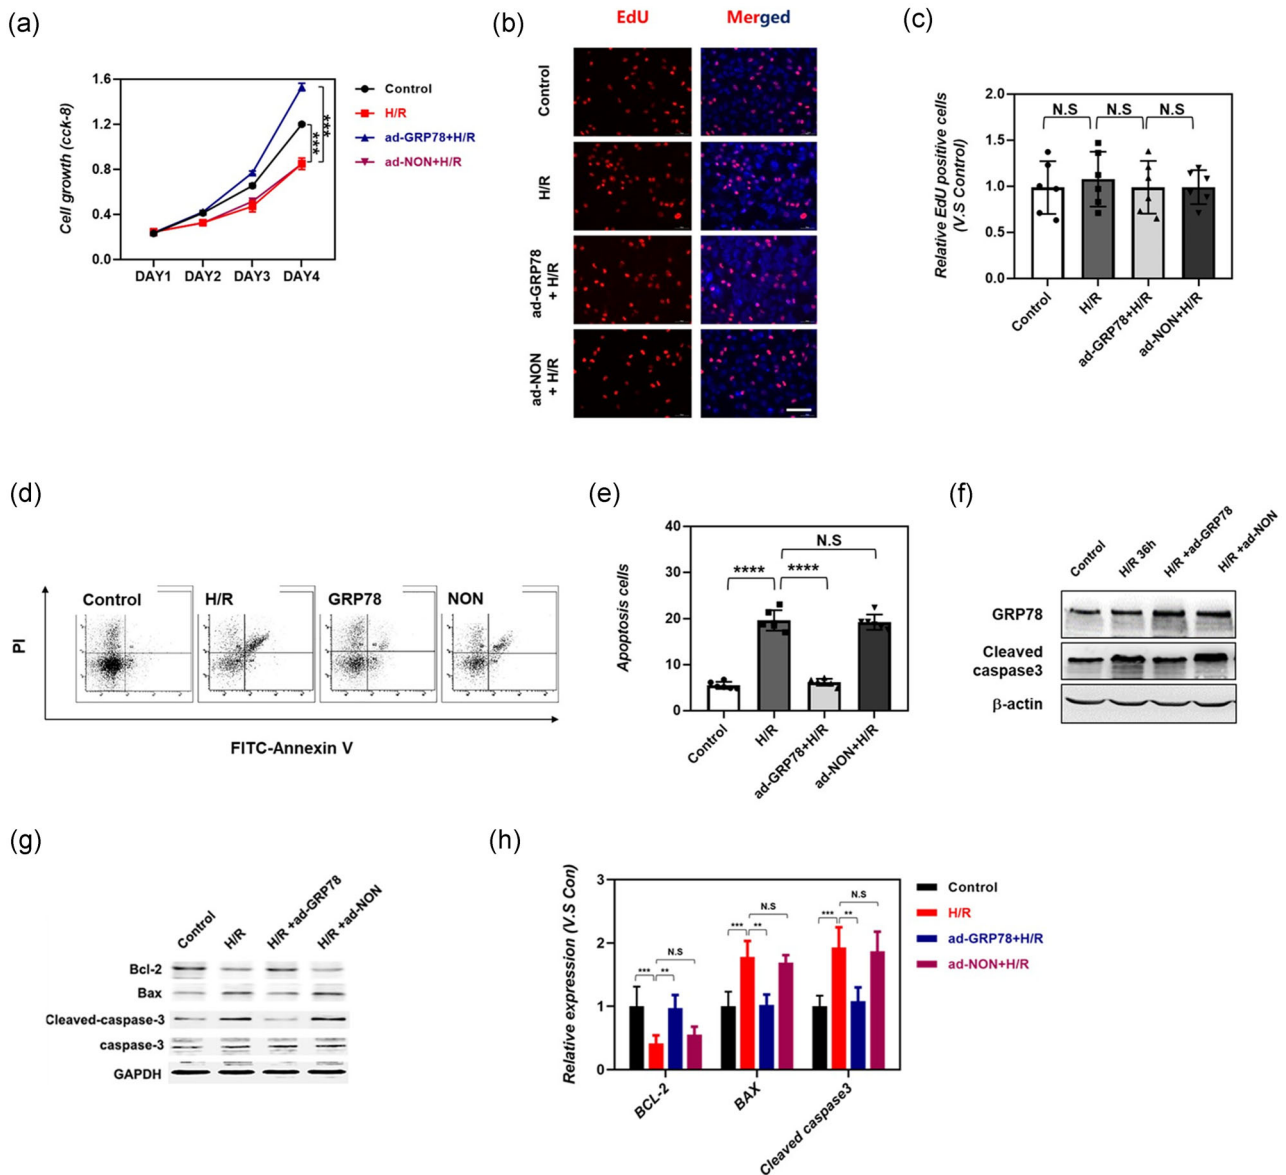 (a)
1.6
1.2
0.8
0.4
0.0
Cell growth (cck-8)
DAY1 DAY2 DAY3 DAY4
***
***
Control
H/R
ad-GRP78+H/R
ad-NON+H/R
(b)
EdU Merged
Control
H/R
ad-GRP78
+ H/R
ad-NON
+ H/R
(c)
Relative EdU positive cells
(V.S Control)
2.0
1.5
1.0
0.5
0.0
N.S N.S N.S
Control H/R ad-GRP78+H/R ad-NON+H/R
(d)
PI
Control H/R GRP78 NON
FITC-Annexin V
(e)
Apoptosis cells
40
30
20
10
0
N.S
**** ****
Control H/R ad-GRP78+H/R ad-NON+H/R
(f)
Control H/R 36h H/R +ad-GRP78 H/R +ad-NON
GRP78
Cleaved
caspase3
β-actin
(g)
Control H/R H/R +ad-GRP78 H/R +ad-NON
Bcl-2
Bax
Cleaved-caspase-3
caspase-3
GAPDH
(h)
Relative expression (V.S Con)
3
2
1
0
N.S
*** **
N.S
*** **
N.S
*** **
BCL-2 BAX Cleaved caspase3
Control
H/R
ad-GRP78+H/R
ad-NON+H/R